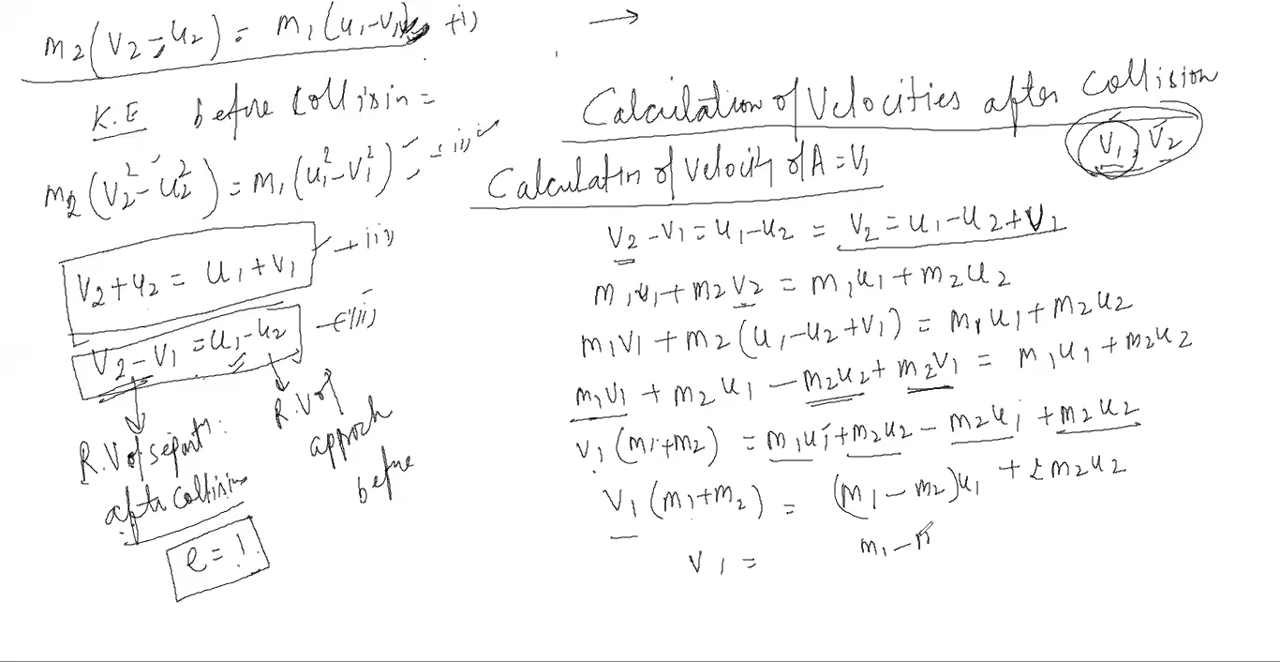 m2(V2-u2) = m1(u1-V1) → i)
K.E before collision =
m2(V2²-u2²) = m1(u1²-V1²) - ii)
V2+u2 = u1+V1 → iii)
V2-V1 = u1-u2 - (iii)
R.V of separtn:
after collision
R.V of
approch
before
e=1
Calculation of Velocities after Collision
V1, V2
Calculation of Velocity of A = V1
V2-V1 = u1-u2 = V2 = u1-u2+V1
m1v1+m2V2 = m1u1+m2u2
m1V1+m2(u1-u2+V1) = m1u1+m2u2
m1V1+m2u1-m2u2+m2V1 = m1u1+m2u2
V1(m1+m2) = m1u1+m2u2-m2u1+m2u2
V1(m1+m2) = (m1-m2)u1+2m2u2
V1 = m1-